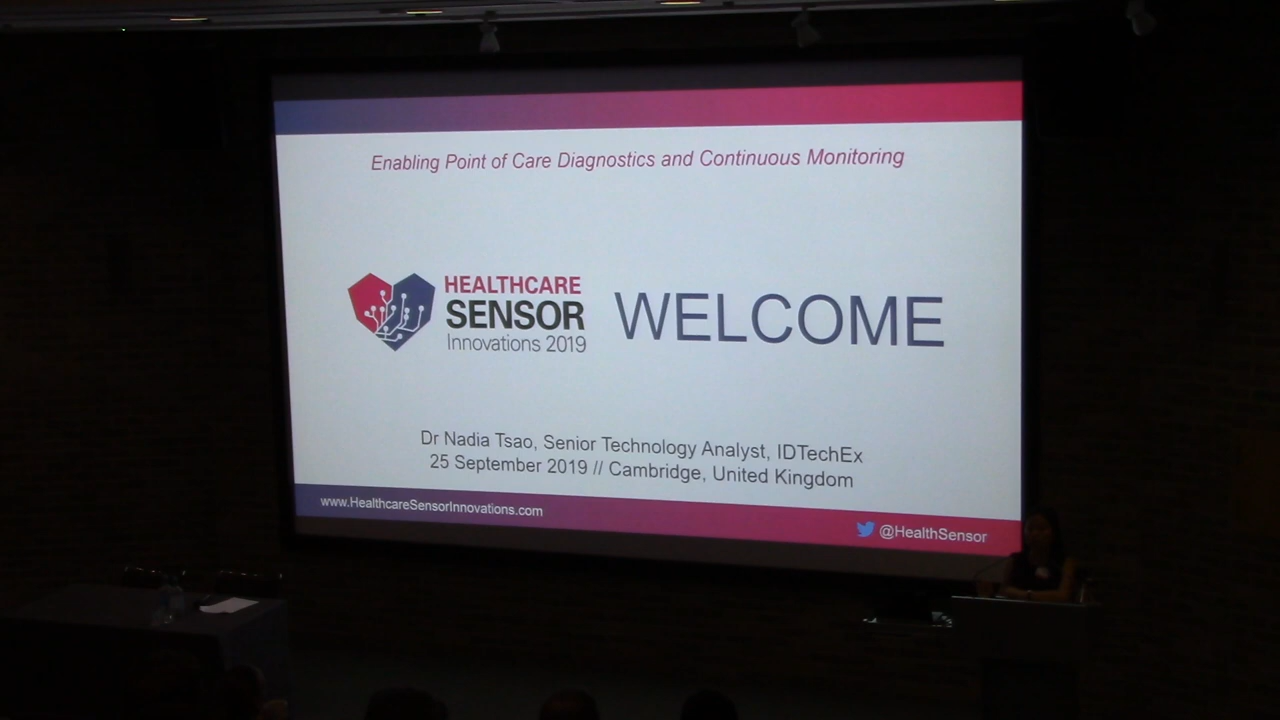 Enabling Point of Care Diagnostics and Continuous Monitoring
HEALTHCARE
SENSOR
Innovations 2019
WELCOME
Dr Nadia Tsao, Senior Technology Analyst, IDTechEx
25 September 2019 // Cambridge, United Kingdom
www.HealthcareSensorInnovations.com
@HealthSensor